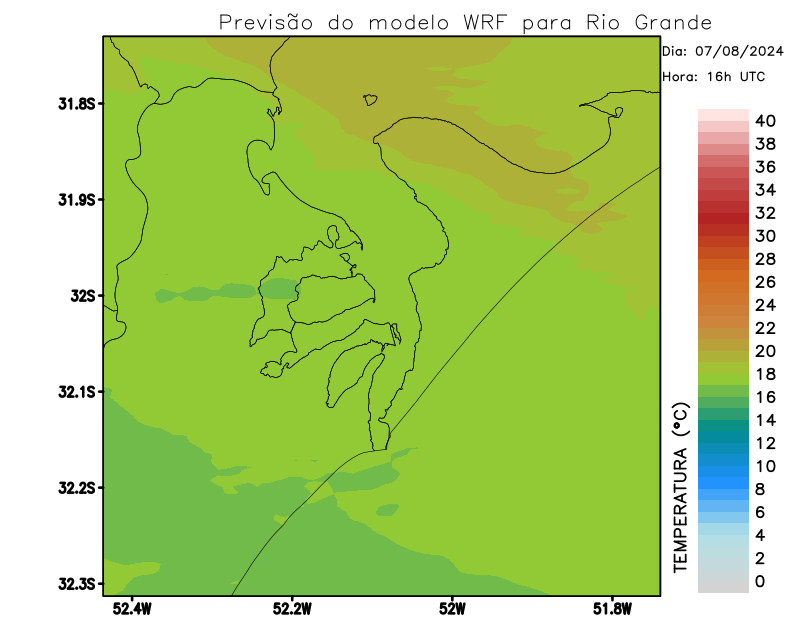 Previsão do modelo WRF para Rio Grande
Dia: 07/08/2024
Hora: 16h UTC
31.8S
31.9S
32S
32.1S
32.2S
32.3S
52.4W
52.2W
52W
51.8W
TEMPERATURA (°C)
40
38
36
34
32
30
28
26
24
22
20
18
16
14
12
10
8
6
4
2
0